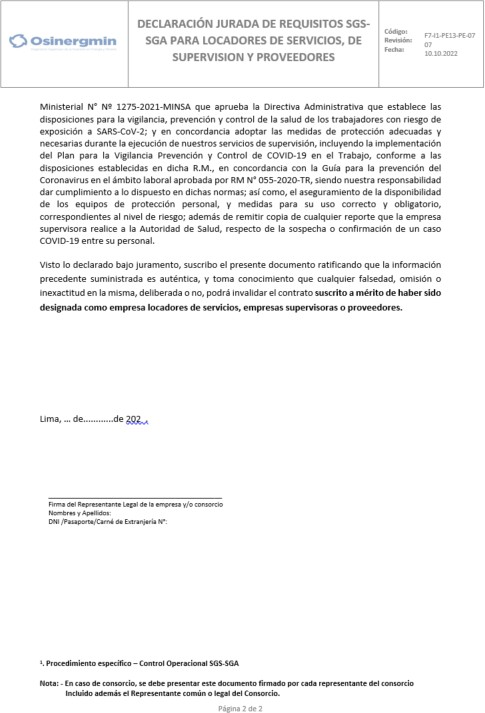 Osinergmin
DECLARACIÓN JURADA DE REQUISITOS SGS-
SGA PARA LOCADORES DE SERVICIOS, DE
SUPERVISION Y PROVEEDORES
Código: F7-I1-PE13-PE-07
Revisión: 07
Fecha: 10.10.2022
Ministerial N° Nº 1275-2021-MINSA que aprueba la Directiva Administrativa que establece las
disposiciones para la vigilancia, prevención y control de la salud de los trabajadores con riesgo de
exposición a SARS-CoV-2; y en concordancia adoptar las medidas de protección adecuadas y
necesarias durante la ejecución de nuestros servicios de supervisión, incluyendo la implementación
del Plan para la Vigilancia Prevención y Control de COVID-19 en el Trabajo, conforme a las
disposiciones establecidas en dicha R.M., en concordancia con la Guía para la prevención del
Coronavirus en el ámbito laboral aprobada por RM N° 055-2020-TR, siendo nuestra responsabilidad
dar cumplimiento a lo dispuesto en dichas normas; así como, el aseguramiento de la disponibilidad
de los equipos de protección personal, y medidas para su uso correcto y obligatorio,
correspondientes al nivel de riesgo; además de remitir copia de cualquier reporte que la empresa
supervisora realice a la Autoridad de Salud, respecto de la sospecha o confirmación de un caso
COVID-19 entre su personal.
Visto lo declarado bajo juramento, suscribo el presente documento ratificando que la información
precedente suministrada es auténtica, y toma conocimiento que cualquier falsedad, omisión o
inexactitud en la misma, deliberada o no, podrá invalidar el contrato suscrito a mérito de haber sido
designada como empresa locadores de servicios, empresas supervisoras o proveedores.
Lima, ... de............de 202
Firma del Representante Legal de la empresa y/o consorcio
Nombres y Apellidos:
DNI /Pasaporte/Carné de Extranjería N°:
¹. Procedimiento específico – Control Operacional SGS-SGA
Nota: - En caso de consorcio, se debe presentar este documento firmado por cada representante del consorcio
Incluido además el Representante común o legal del Consorcio.
Página 2 de 2